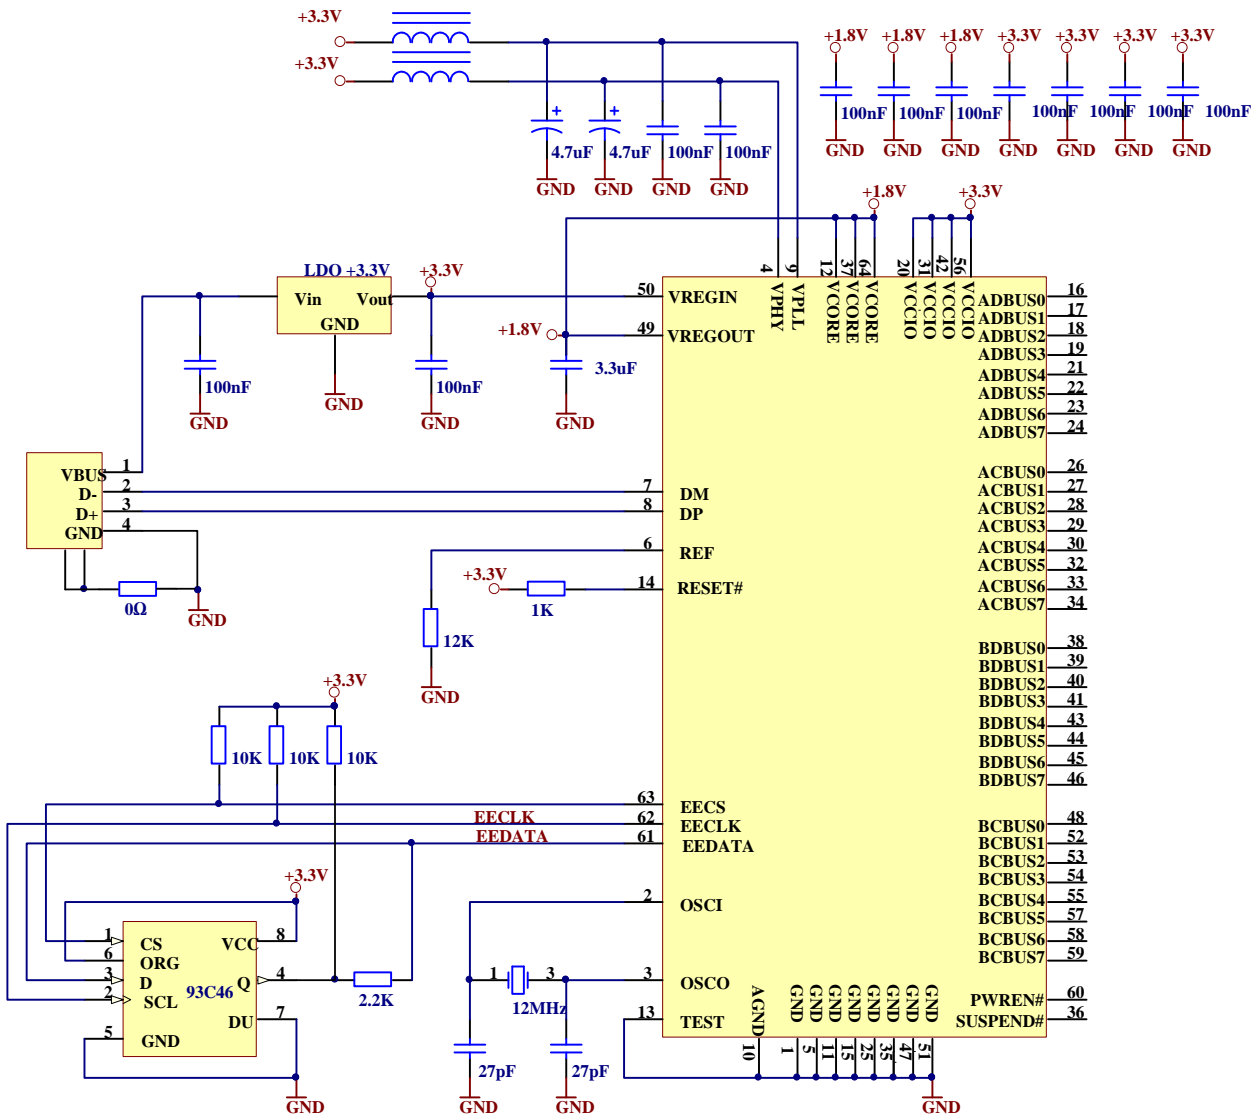 +3.3V
+3.3V
4.7uF
4.7uF
100nF
100nF
GND
GND
GND
GND
+1.8V
+1.8V
+1.8V
+3.3V
+3.3V
+3.3V
+3.3V
100nF
100nF
100nF
100nF
100nF
100nF
100nF
GND
GND
GND
GND
GND
GND
GND
+1.8V
+3.3V
4
9
12
37
64
20
31
42
56
VPHY
VPLL
VCORE
VCORE
VCORE
VCCIO
VCCIO
VCCIO
VCCIO
LDO +3.3V
Vin
Vout
GND
+3.3V
100nF
GND
GND
100nF
GND
+1.8V
3.3uF
GND
50
VREGIN
49
VREGOUT
VBUS 1
D- 2
D+ 3
GND 4
0Ω
GND
7
DM
8
DP
6
REF
14
RESET#
+3.3V
1K
12K
GND
+3.3V
10K
10K
10K
63
EECS
EECLK
62
EECLK
EEDATA
61
EEDATA
+3.3V
1
CS
6
ORG
3
D
2
SCL
5
GND
93C46
VCC
8
Q
4
DU
7
2.2K
GND
2
OSCI
3
OSCO
13
TEST
1
3
12MHz
27pF
27pF
GND
GND
AGND
GND
GND
GND
GND
GND
GND
GND
GND
10
1
5
11
15
25
35
47
51
GND
ADBUS0 16
ADBUS1 17
ADBUS2 18
ADBUS3 19
ADBUS4 21
ADBUS5 22
ADBUS6 23
ADBUS7 24
ACBUS0 26
ACBUS1 27
ACBUS2 28
ACBUS3 29
ACBUS4 30
ACBUS5 32
ACBUS6 33
ACBUS7 34
BDBUS0 38
BDBUS1 39
BDBUS2 40
BDBUS3 41
BDBUS4 43
BDBUS5 44
BDBUS6 45
BDBUS7 46
BCBUS0 48
BCBUS1 52
BCBUS2 53
BCBUS3 54
BCBUS4 55
BCBUS5 57
BCBUS6 58
BCBUS7 59
PWREN# 60
SUSPEND# 36